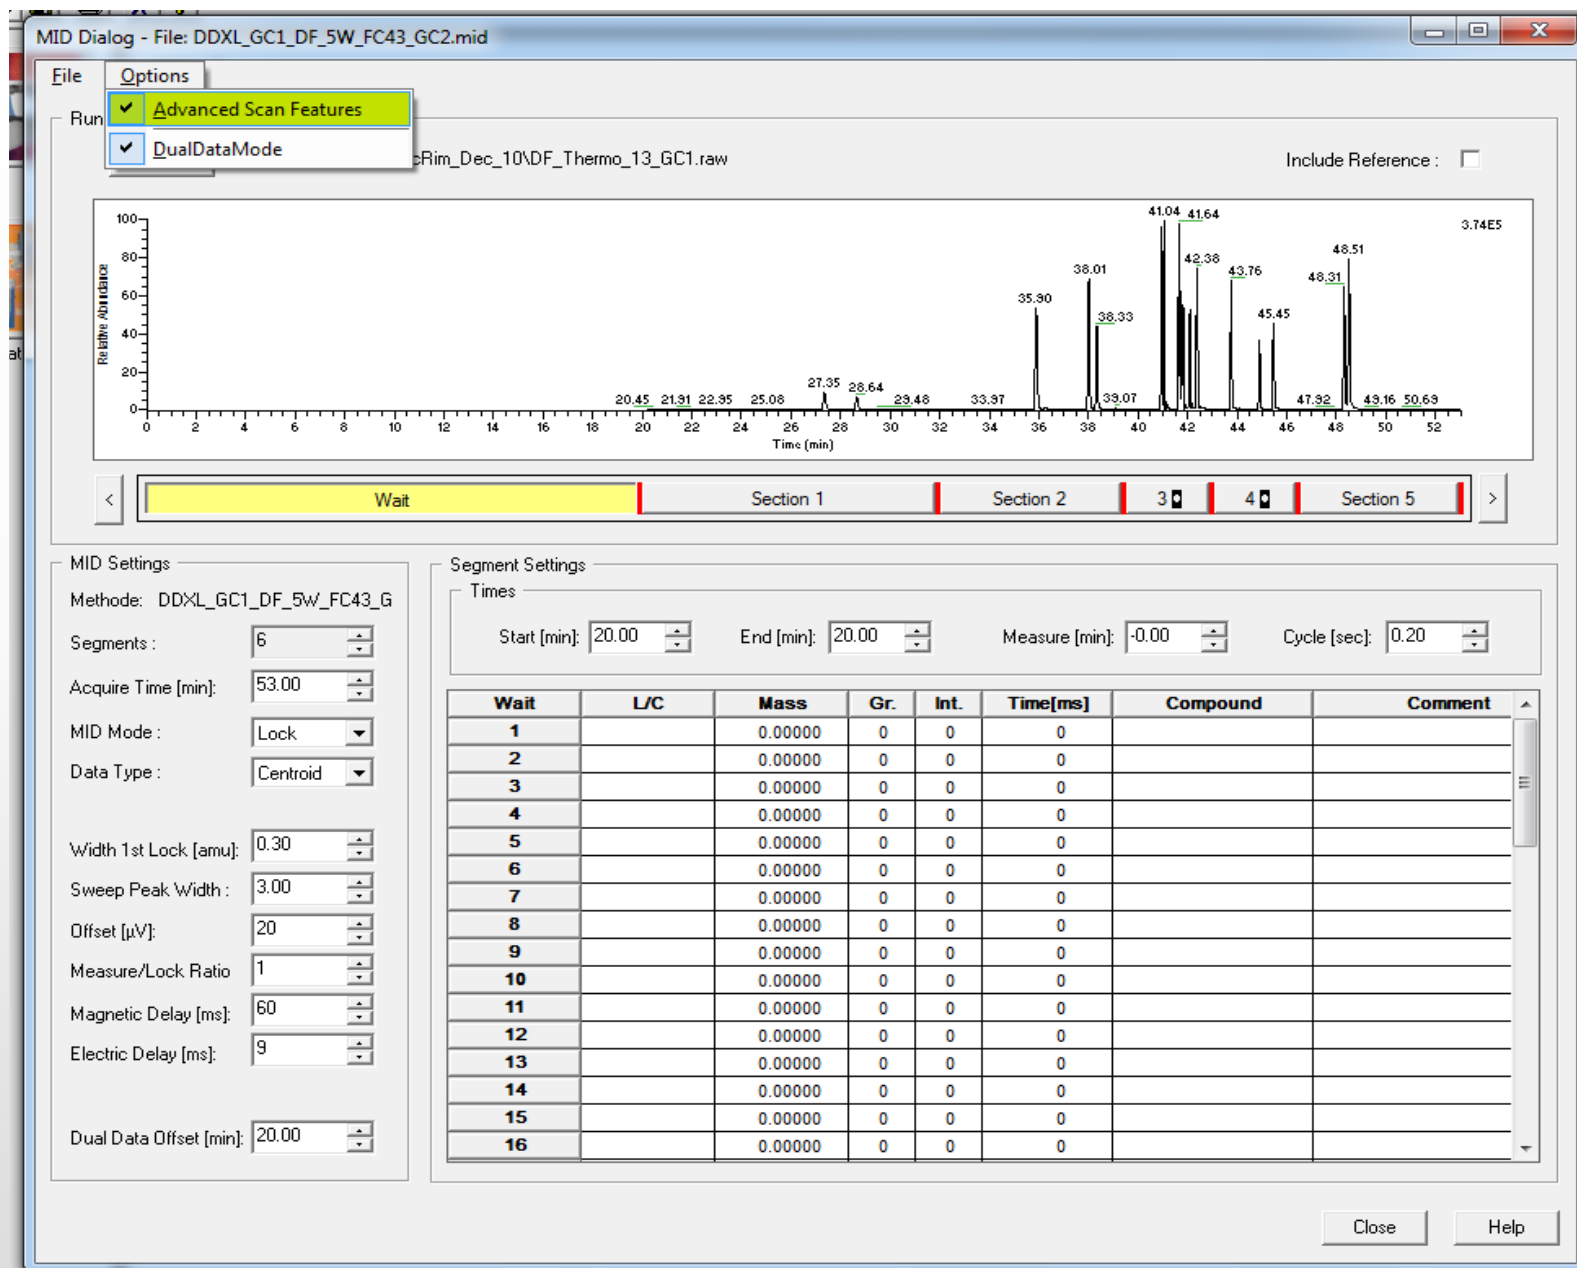 MID Dialog - File: DDXL_GC1_DF_5W_FC43_GC2.mid
File Options
Advanced Scan Features
DualDataMode
Run
cRim_Dec_10\DF_Thermo_13_GC1.raw Include Reference :
3.74E5
Relative Abundance
100
80
60
40
20
0
20.45 21.91 22.95 25.08 27.35 28.64 29.48 33.97 35.90 38.01 38.33 39.07 41.04 41.64 42.38 43.76 45.45 47.92 48.31 48.51 49.16 50.69
0 2 4 6 8 10 12 14 16 18 20 22 24 26 28 30 32 34 36 38 40 42 44 46 48 50 52
Time (min)
< Wait Section 1 Section 2 3 4 Section 5 >
MID Settings
Methode: DDXL_GC1_DF_5W_FC43_G
Segments : 6
Acquire Time [min]: 53.00
MID Mode : Lock
Data Type : Centroid
Width 1st Lock [amu]: 0.30
Sweep Peak Width : 3.00
Offset [µV]: 20
Measure/Lock Ratio 1
Magnetic Delay [ms]: 60
Electric Delay [ms]: 9
Dual Data Offset [min]: 20.00
Segment Settings
Times
Start [min]: 20.00 End [min]: 20.00 Measure [min]: -0.00 Cycle [sec]: 0.20
Wait L/C Mass Gr. Int. Time[ms] Compound Comment
1 0.00000 0 0 0
2 0.00000 0 0 0
3 0.00000 0 0 0
4 0.00000 0 0 0
5 0.00000 0 0 0
6 0.00000 0 0 0
7 0.00000 0 0 0
8 0.00000 0 0 0
9 0.00000 0 0 0
10 0.00000 0 0 0
11 0.00000 0 0 0
12 0.00000 0 0 0
13 0.00000 0 0 0
14 0.00000 0 0 0
15 0.00000 0 0 0
16 0.00000 0 0 0
Close Help